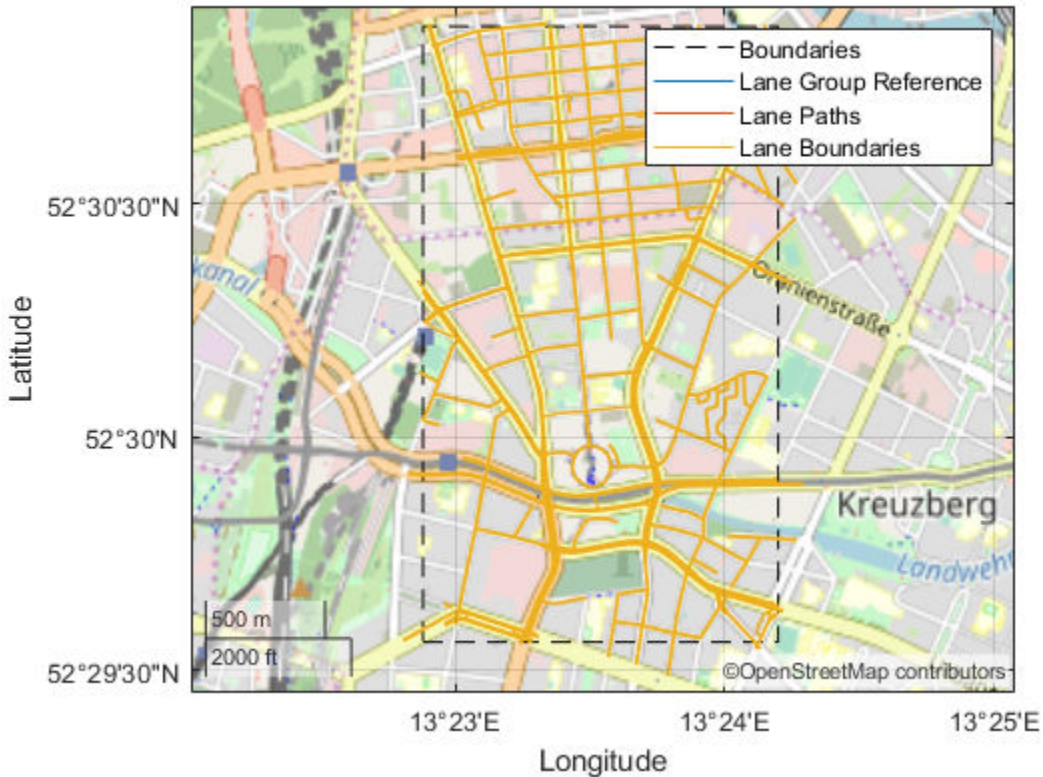 Boundaries
Lane Group Reference
Lane Paths
Lane Boundaries
52°30'30"N
52°30'N
52°29'30"N
Latitude
kanal
Oranienstraße
Kreuzberg
Landwehr
500 m
2000 ft
©OpenStreetMap contributors
13°23'E
13°24'E
13°25'E
Longitude